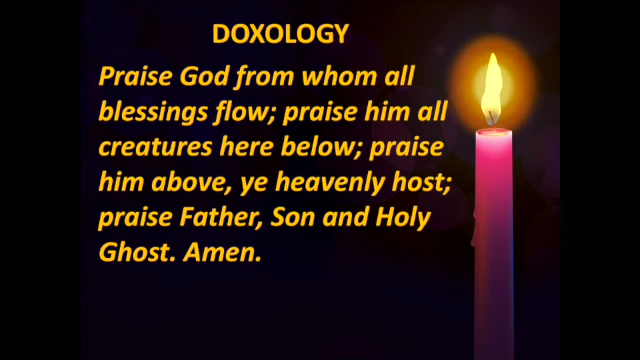 DOXOLOGY
Praise God from whom all
blessings flow; praise him all
creatures here below; praise
him above, ye heavenly host;
praise Father, Son and Holy
Ghost. Amen.